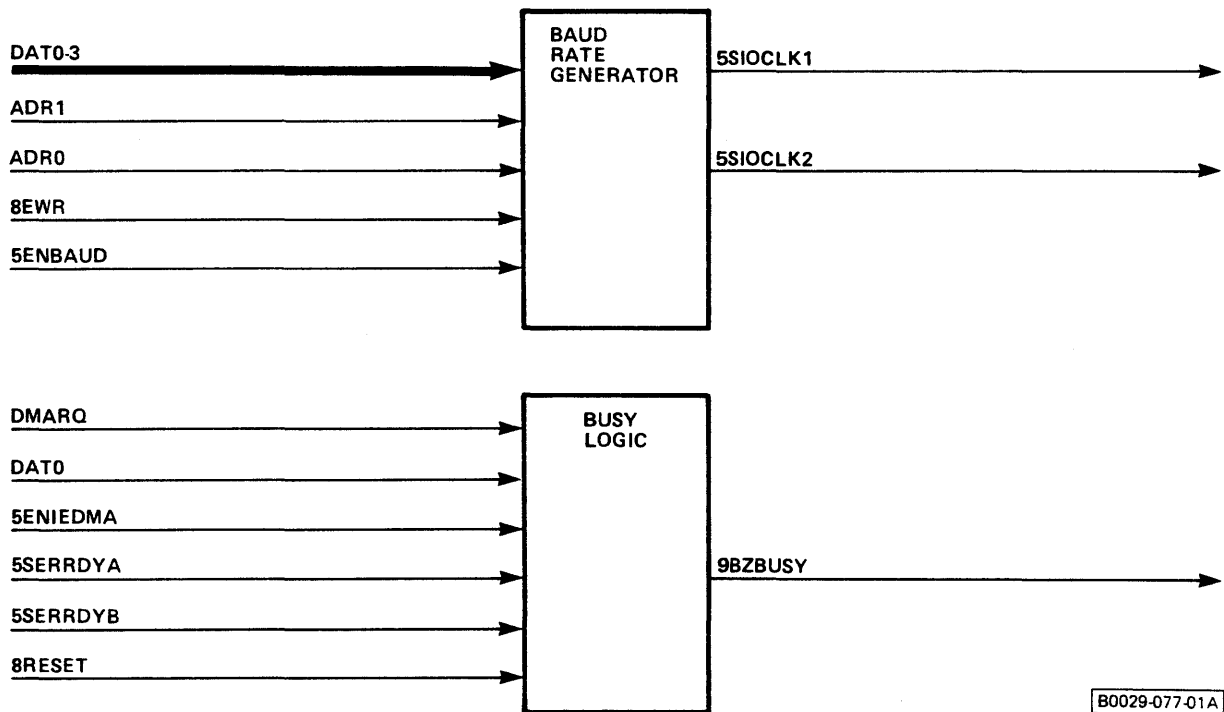 DAT0-3
ADR1
ADR0
8EWR
5ENBAUD
BAUD
RATE
GENERATOR
5SIOCLK1
5SIOCLK2
DMARQ
DAT0
5ENIEDMA
5SERRDYA
5SERRDYB
8RESET
BUSY
LOGIC
9BZBUSY
B0029-077-01A